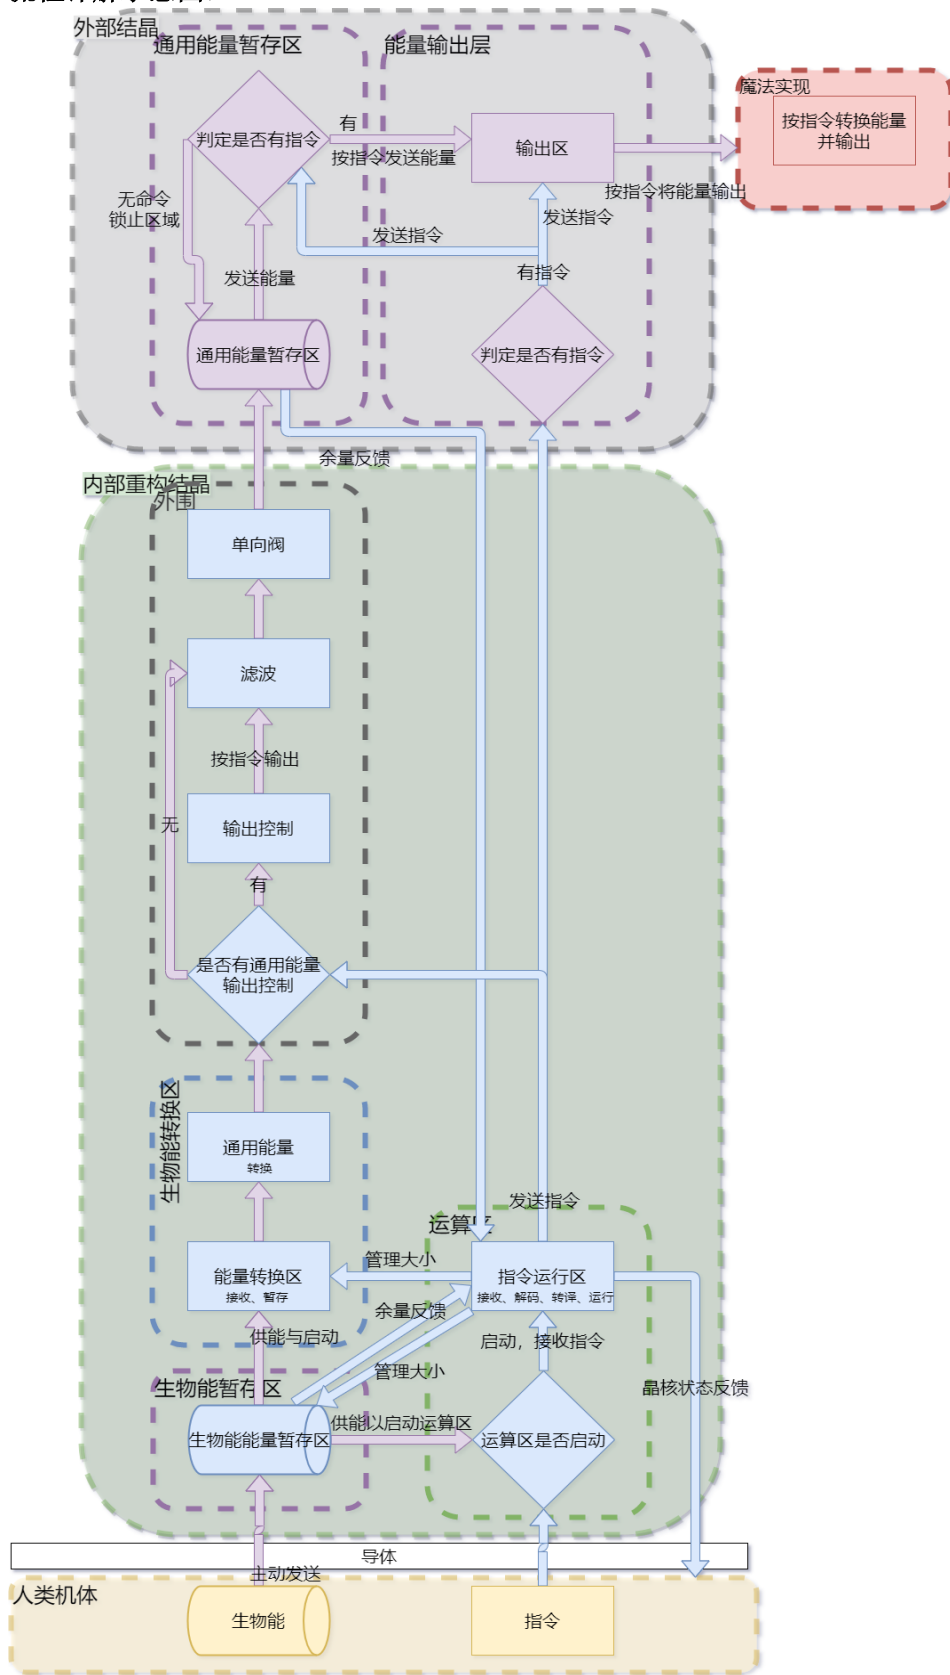 外部结晶
通用能量暂存区
能量输出层
魔法实现
按指令转换能量
并输出
判定是否有指令
有
按指令发送能量
输出区
按指令将能量输出
无命令
锁止区域
发送指令
发送指令
发送能量
有指令
通用能量暂存区
判定是否有指令
余量反馈
内部重构结晶
外围
单向阀
滤波
按指令输出
无
输出控制
有
是否有通用能量
输出控制
生物能转换区
通用能量
转换
发送指令
运算区
能量转换区
接收、暂存
管理大小
指令运行区
接收、解码、转译、运行
余量反馈
供能与启动
启动，接收指令
管理大小
晶核状态反馈
生物能暂存区
生物能能量暂存区
供能以启动运算区
运算区是否启动
导体
主动发送
人类机体
生物能
指令